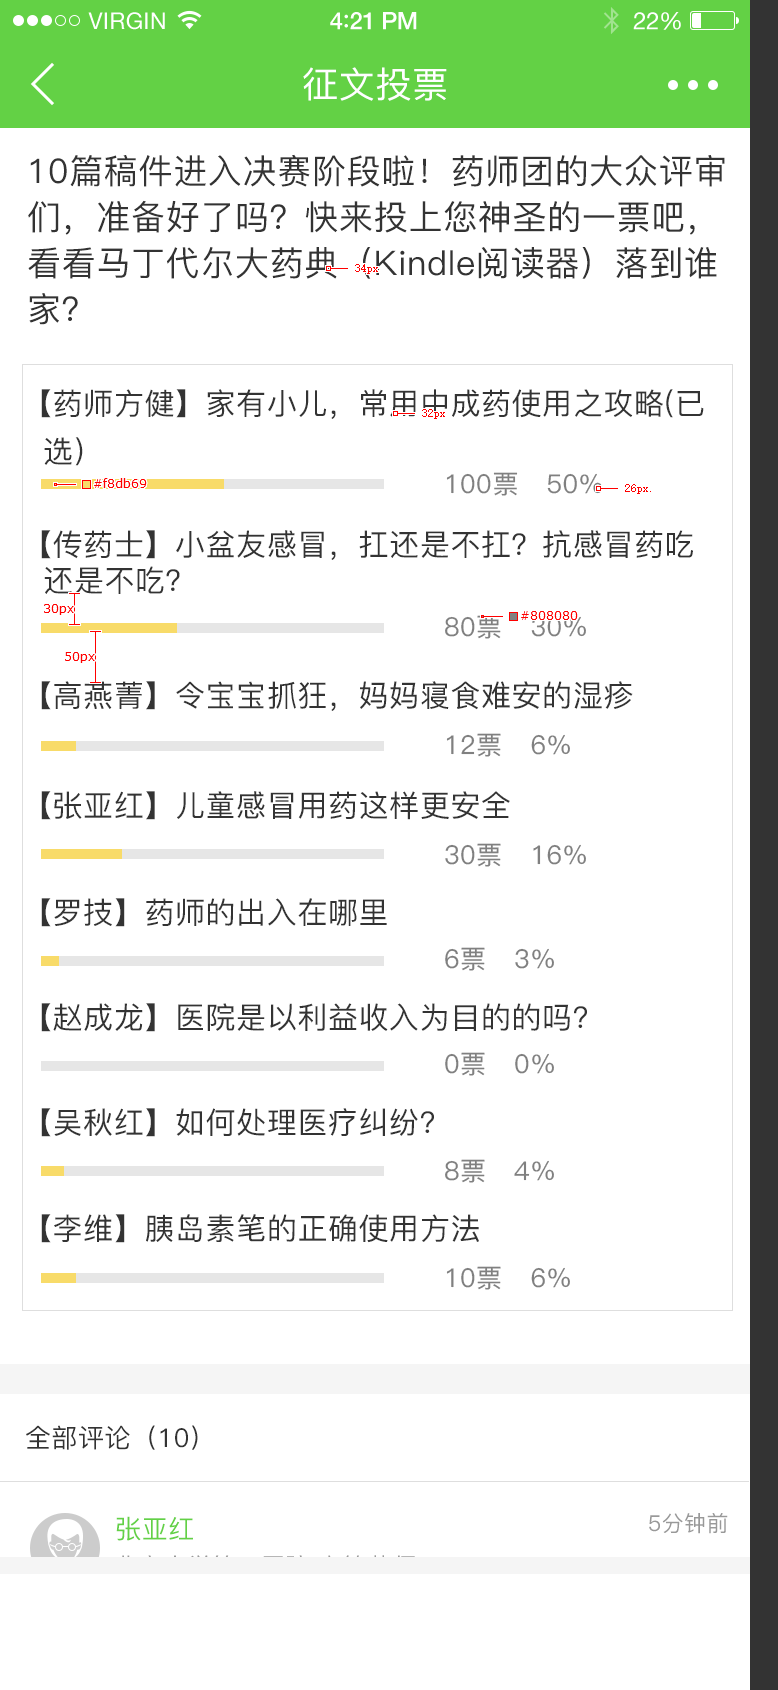 VIRGIN 4:21 PM 22%
征文投票
10篇稿件进入决赛阶段啦！药师团的大众评审
们，准备好了吗？快来投上您神圣的一票吧，
看看马丁代尔大药典（Kindle阅读器）落到谁
家？
34px
【药师方健】家有小儿，常用中成药使用之攻略(已
选)
32px
#f8db69
100票 50%
26px.
【传药士】小盆友感冒，扛还是不扛？抗感冒药吃
还是不吃？
30px
#808080
80票 30%
50px
【高燕菁】令宝宝抓狂，妈妈寝食难安的湿疹
12票 6%
【张亚红】儿童感冒用药这样更安全
30票 16%
【罗技】药师的出入在哪里
6票 3%
【赵成龙】医院是以利益收入为目的的吗？
0票 0%
【吴秋红】如何处理医疗纠纷？
8票 4%
【李维】胰岛素笔的正确使用方法
10票 6%
全部评论（10）
张亚红 5分钟前